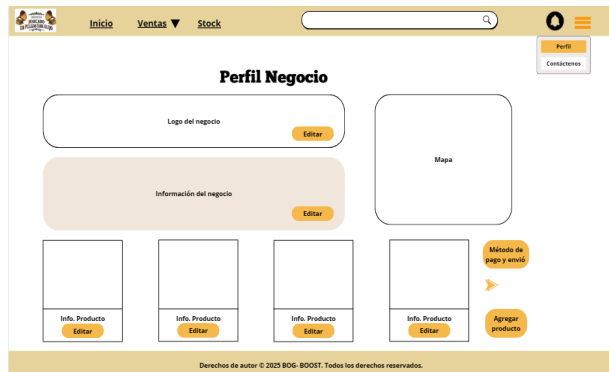 Inicio
Ventas
Stock
Perfil
Contáctenos
Perfil Negocio
Logo del negocio
Editar
Mapa
Información del negocio
Editar
Método de
pago y envió
Info. Producto
Info. Producto
Info. Producto
Info. Producto
Editar
Editar
Editar
Editar
Agregar
producto
Derechos de autor © 2025 BOG- BOOST. Todos los derechos reservados.